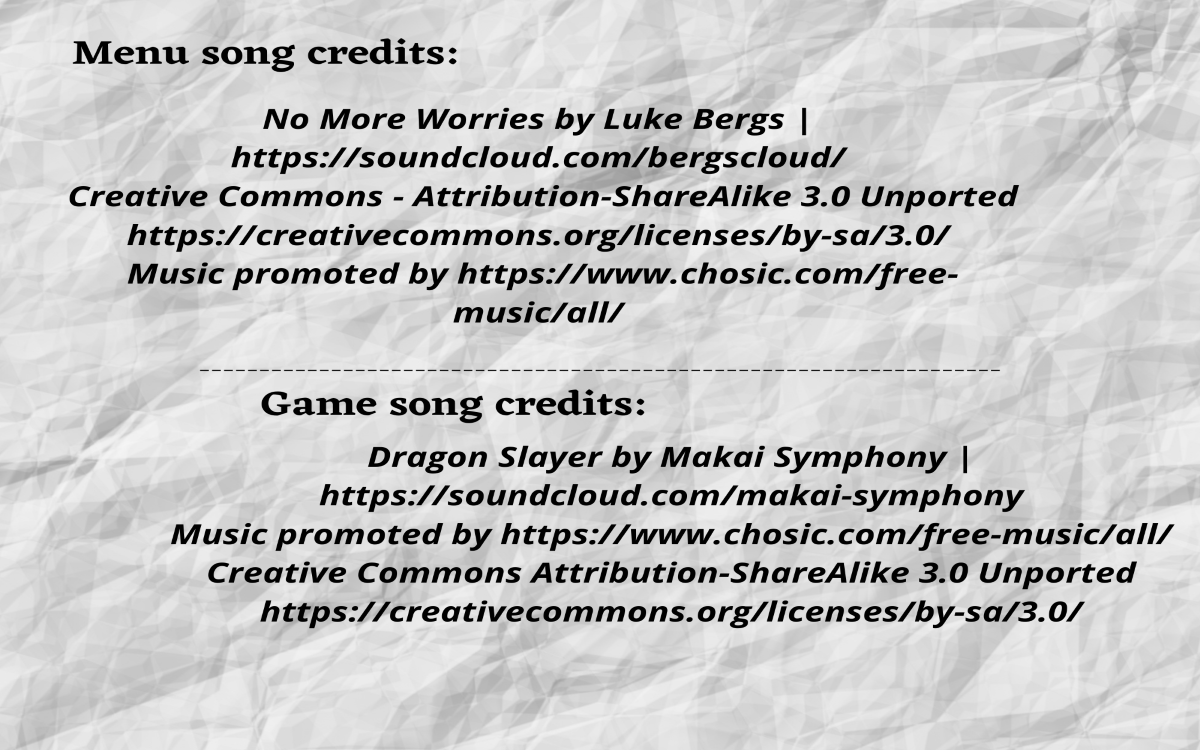 Menu song credits:
No More Worries by Luke Bergs |
https://soundcloud.com/bergscloud/
Creative Commons - Attribution-ShareAlike 3.0 Unported
https://creativecommons.org/licenses/by-sa/3.0/
Music promoted by https://www.chosic.com/free-
music/all/
Game song credits:
Dragon Slayer by Makai Symphony |
https://soundcloud.com/makai-symphony
Music promoted by https://www.chosic.com/free-music/all/
Creative Commons Attribution-ShareAlike 3.0 Unported
https://creativecommons.org/licenses/by-sa/3.0/